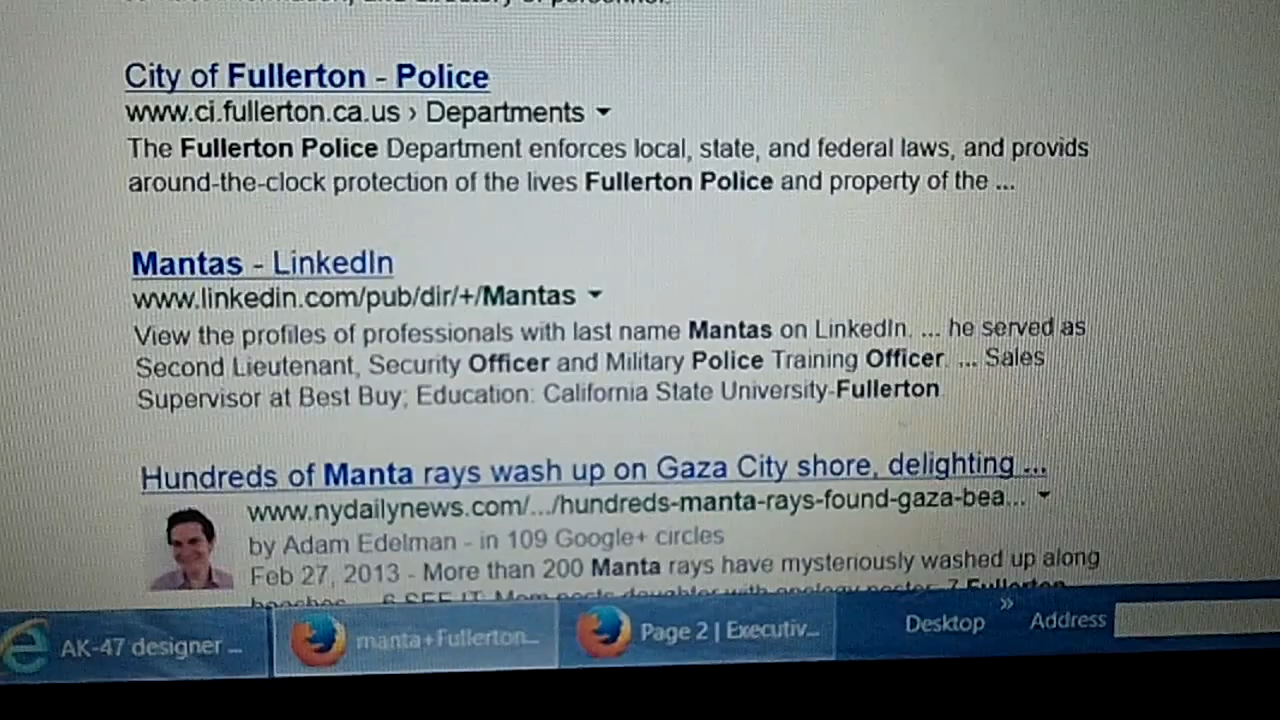 City of Fullerton - Police
www.ci.fullerton.ca.us › Departments
The Fullerton Police Department enforces local, state, and federal laws, and provids
around-the-clock protection of the lives Fullerton Police and property of the ...
Mantas - LinkedIn
www.linkedin.com/pub/dir/+/Mantas
View the profiles of professionals with last name Mantas on LinkedIn. ... he served as
Second Lieutenant, Security Officer and Military Police Training Officer. ... Sales
Supervisor at Best Buy; Education: California State University-Fullerton
Hundreds of Manta rays wash up on Gaza City shore, delighting ...
www.nydailynews.com/.../hundreds-manta-rays-found-gaza-bea...
by Adam Edelman - in 109 Google+ circles
Feb 27, 2013 - More than 200 Manta rays have mysteriously washed up along
AK-47 designer ...
manta+Fullerton...
Page 2 | Executiv...
Desktop
»
Address